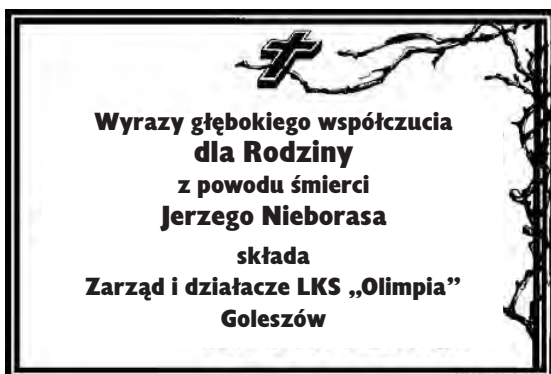 Wyrazy głębokiego współczucia
dla Rodziny
z powodu śmierci
Jerzego Nieborasa
składa
Zarząd i działacze LKS „Olimpia”
Goleszów